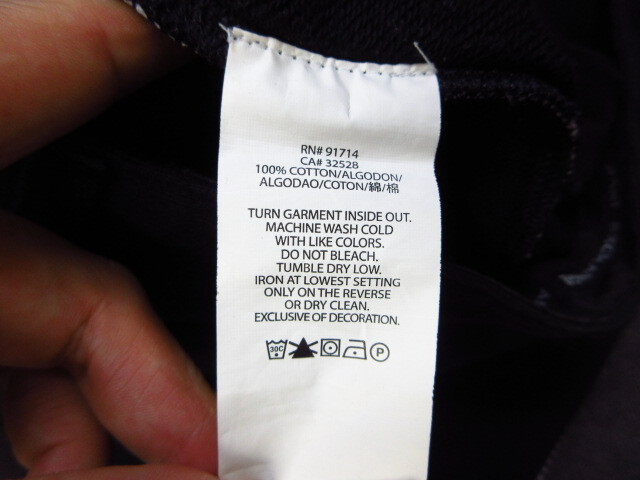 RN# 91714
CA# 32528
100% COTTON/ALGODON/
ALGODAO/COTON/綿/棉
TURN GARMENT INSIDE OUT.
MACHINE WASH COLD
WITH LIKE COLORS.
DO NOT BLEACH.
TUMBLE DRY LOW.
IRON AT LOWEST SETTING
ONLY ON THE REVERSE
OR DRY CLEAN.
EXCLUSIVE OF DECORATION.
30C P